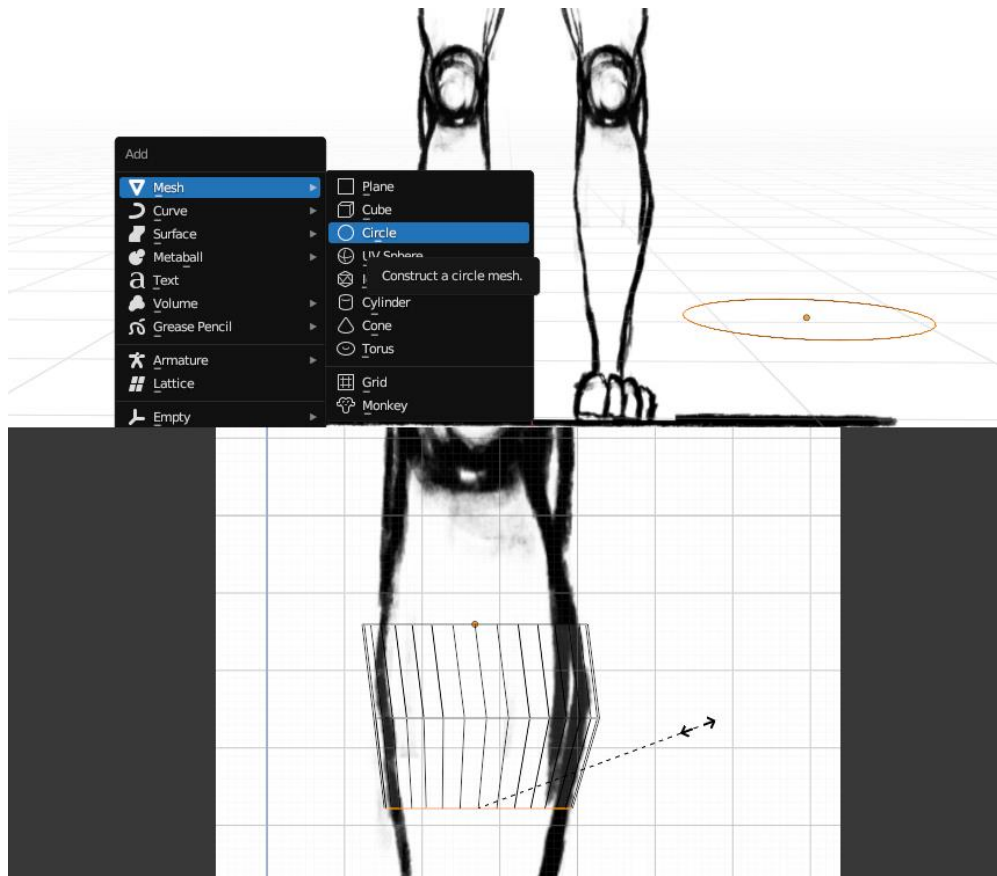 Add
Mesh
Curve
Surface
Metaball
Text
Volume
Grease Pencil
Armature
Lattice
Empty
Plane
Cube
Circle
UV Sphere
Construct a circle mesh.
Cylinder
Cone
Torus
Grid
Monkey